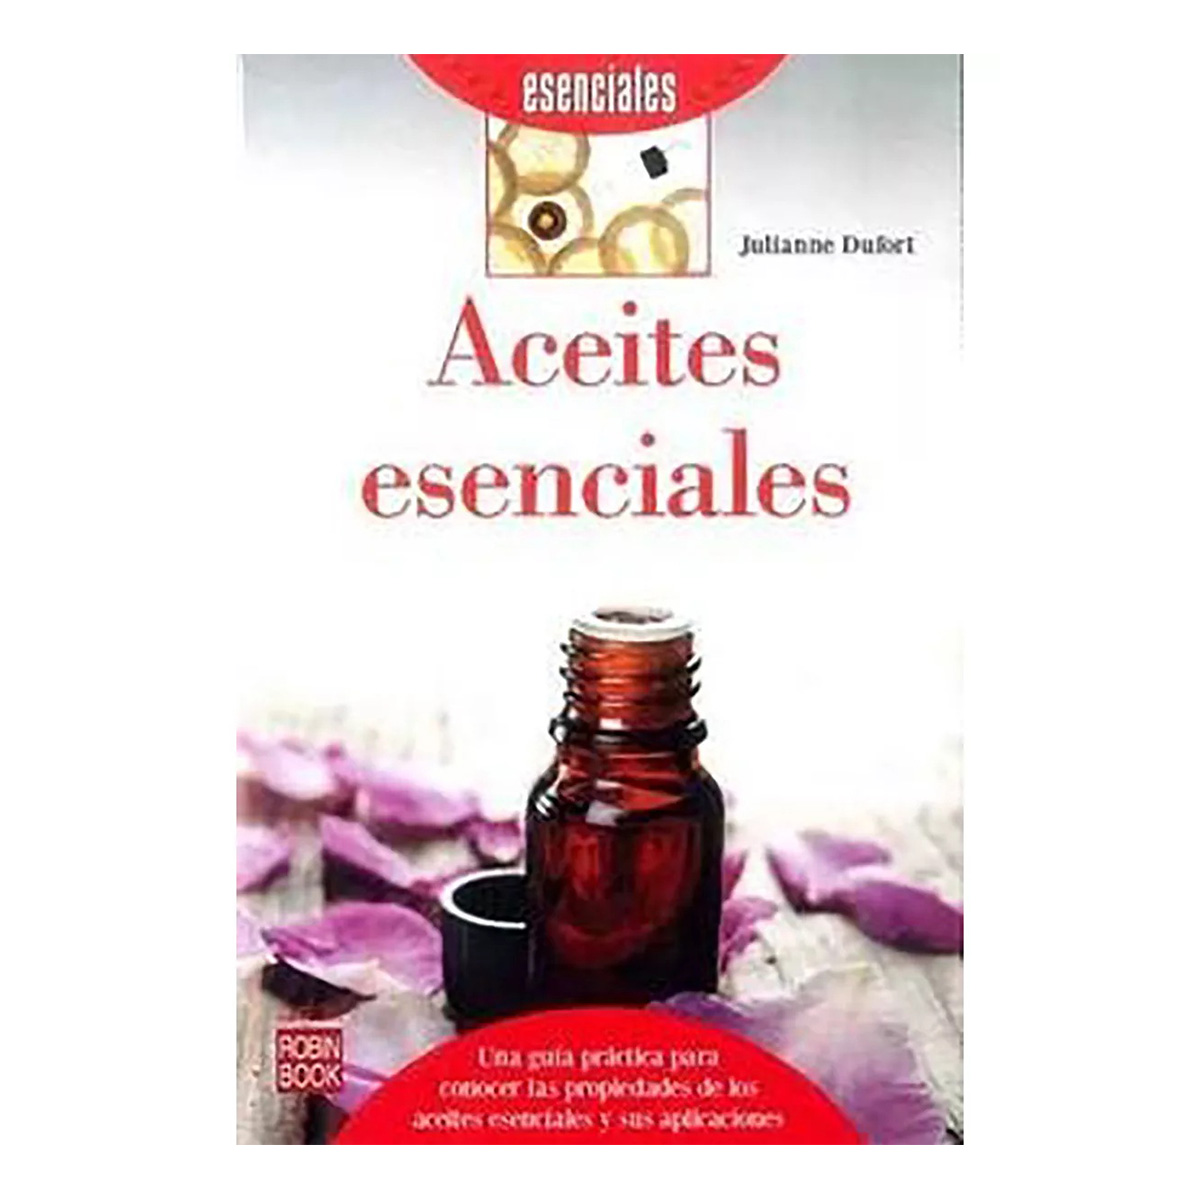 esenciales
Julianne Dufort
Aceites
esenciales
ROBIN
BOOK
Una guía práctica para
conocer las propiedades de los
aceites esenciales y sus aplicaciones